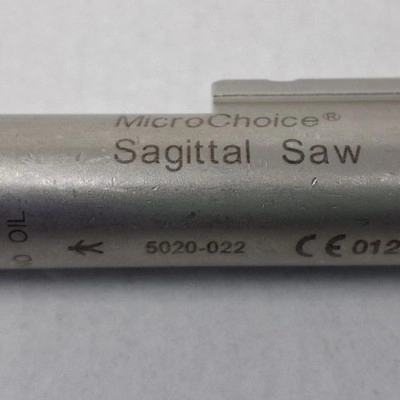 MicroChoice®
Sagittal Saw
5020-022 CE 012
OIL